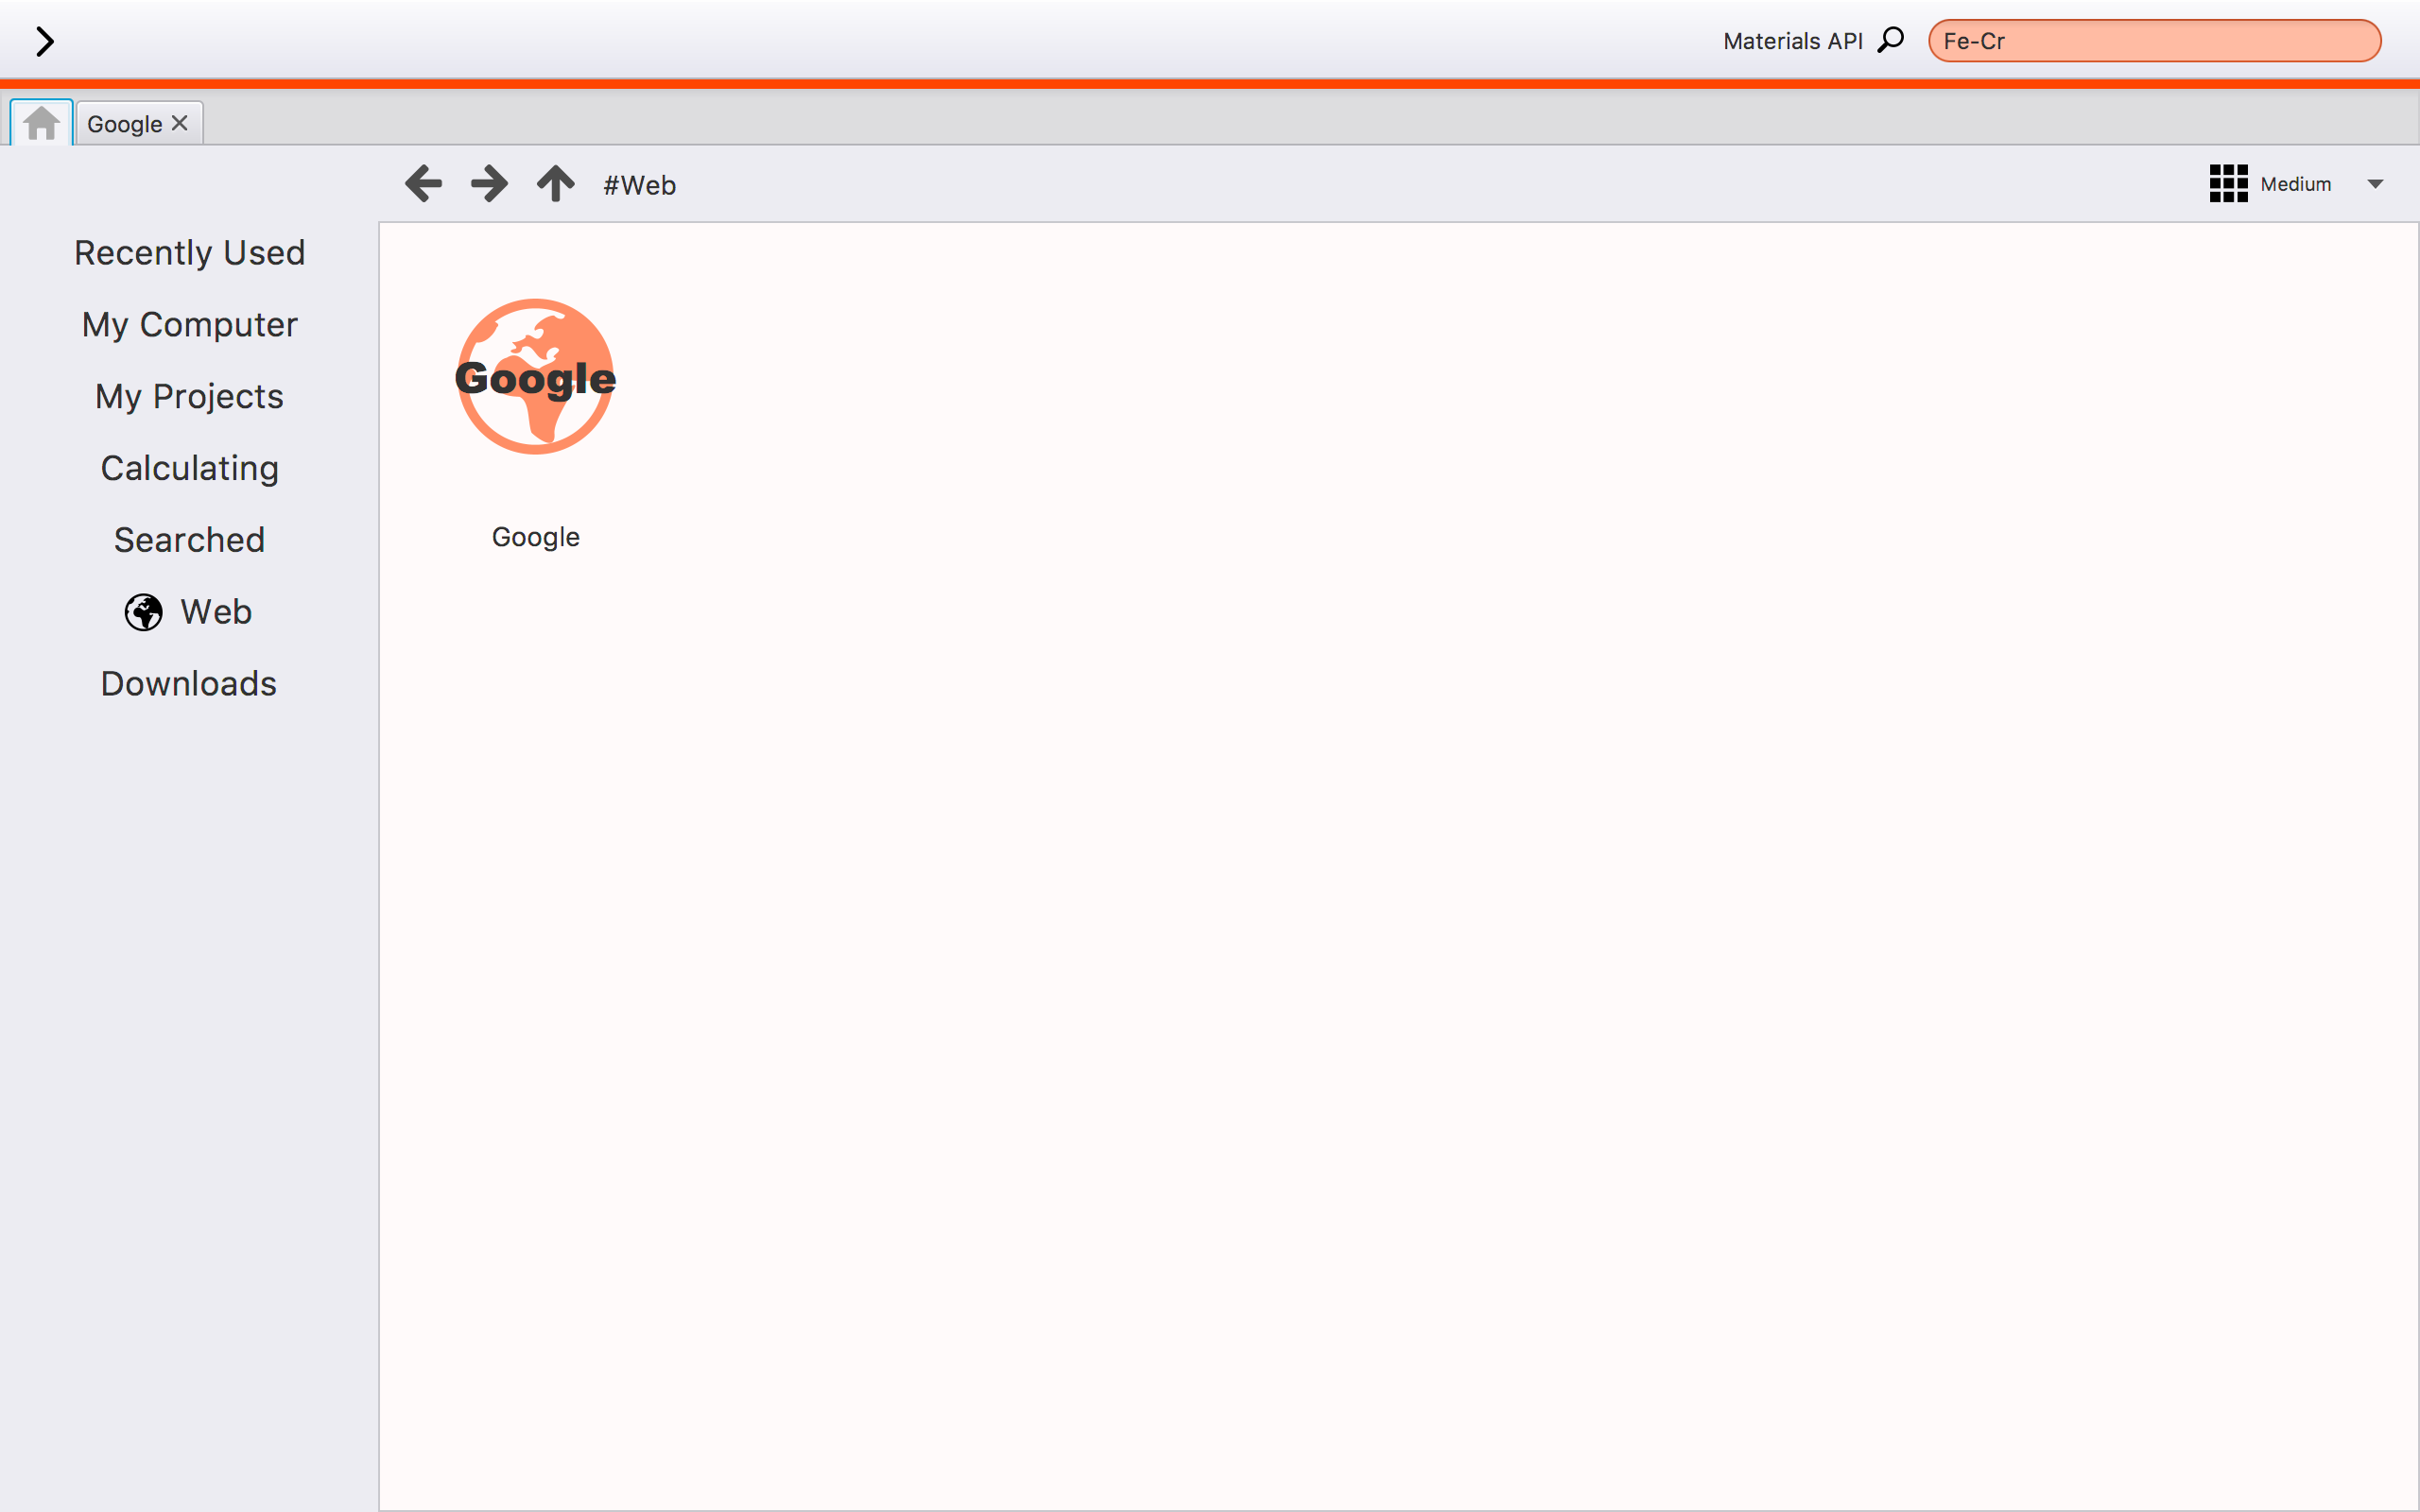 Materials API Fe-Cr
Google
#Web Medium
Recently Used
My Computer
My Projects
Calculating
Searched
Web
Downloads
Google
Google